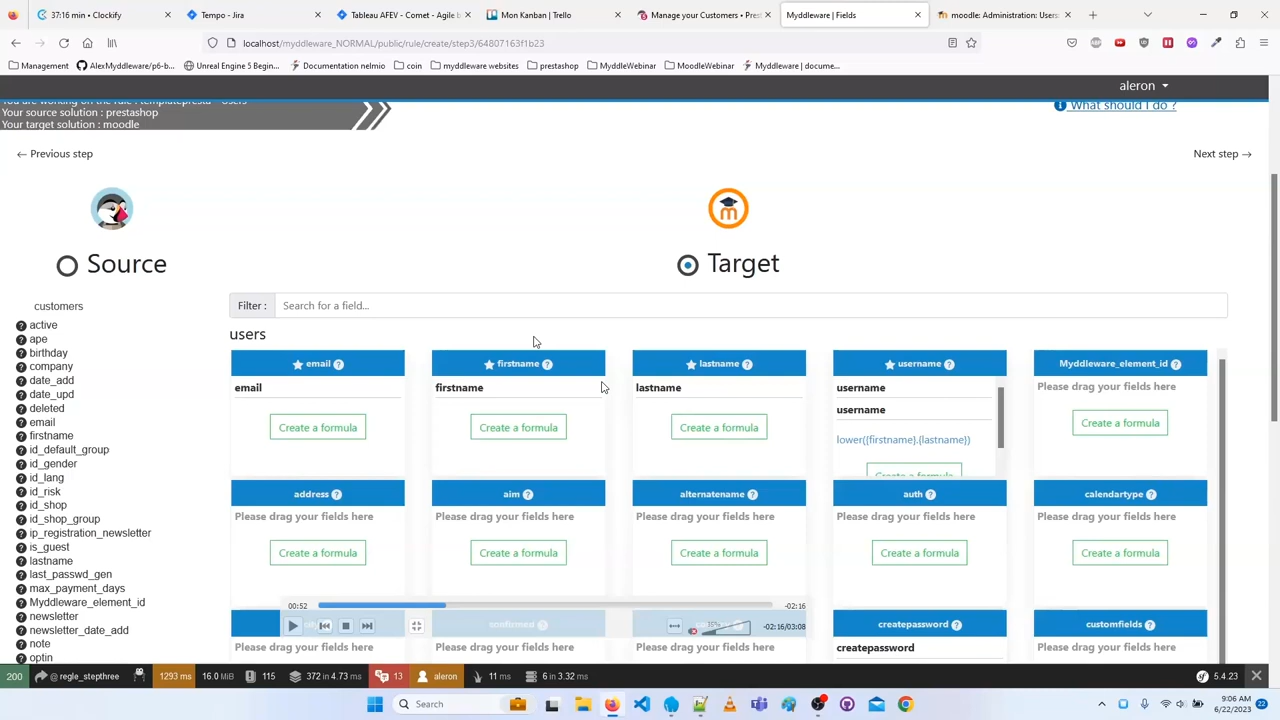 37:16 min • Clockify
Tempo - Jira
Tableau AFEV - Comet - Agile b
Mon Kanban | Trello
Manage your Customers • Prest
Myddleware | Fields
moodle: Administration: Users:
localhost/myddleware_NORMAL/public/rule/create/step3/64807163f1b23
Management
AlexMyddleware/p6-b...
Unreal Engine 5 Begin...
Documentation nelmio
coin
myddleware websites
prestashop
MyddleWebinar
MoodleWebinar
Myddleware | docume...
aleron
Your source solution : prestashop
Your target solution : moodle
What should I do ?
← Previous step
Next step →
Source
Target
customers
active
ape
birthday
company
date_add
date_upd
deleted
email
firstname
id_default_group
id_gender
id_lang
id_risk
id_shop
id_shop_group
ip_registration_newsletter
is_guest
lastname
last_passwd_gen
max_payment_days
Myddleware_element_id
newsletter
newsletter_date_add
note
optin
Filter :
Search for a field...
users
email
firstname
lastname
username
Myddleware_element_id
email
firstname
lastname
username
Please drag your fields here
username
lower({firstname}.{lastname})
Create a formula
Create a formula
Create a formula
Create a formula
Create a formula
address
aim
alternatename
auth
calendartype
Please drag your fields here
Please drag your fields here
Please drag your fields here
Please drag your fields here
Please drag your fields here
Create a formula
Create a formula
Create a formula
Create a formula
Create a formula
00:52
-02:16
-02:16/03:08
confirmed
createpassword
customfields
Please drag your fields here
Please drag your fields here
Please drag your fields here
createpassword
Please drag your fields here
200
@ regle_stepthree
1293 ms
16.0 MiB
115
372 in 4.73 ms
13
aleron
11 ms
6 in 3.32 ms
5.4.23
Search
9:06 AM
6/22/2023
22